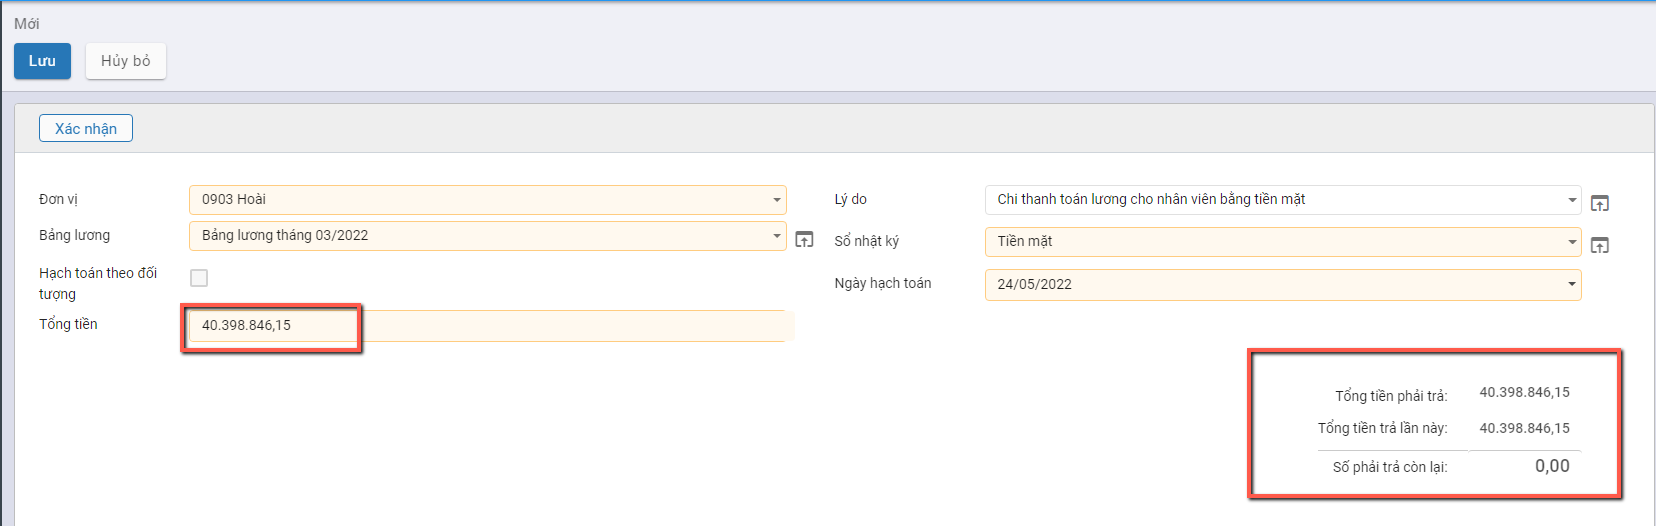 Mới
Lưu Hủy bỏ
Xác nhận
Đơn vị 0903 Hoài
Bảng lương Bảng lương tháng 03/2022
Hạch toán theo đối
tượng
Tổng tiền 40.398.846,15
Lý do Chi thanh toán lương cho nhân viên bằng tiền mặt
Sổ nhật ký Tiền mặt
Ngày hạch toán 24/05/2022
Tổng tiền phải trả: 40.398.846,15
Tổng tiền trả lần này: 40.398.846,15
Số phải trả còn lại: 0,00